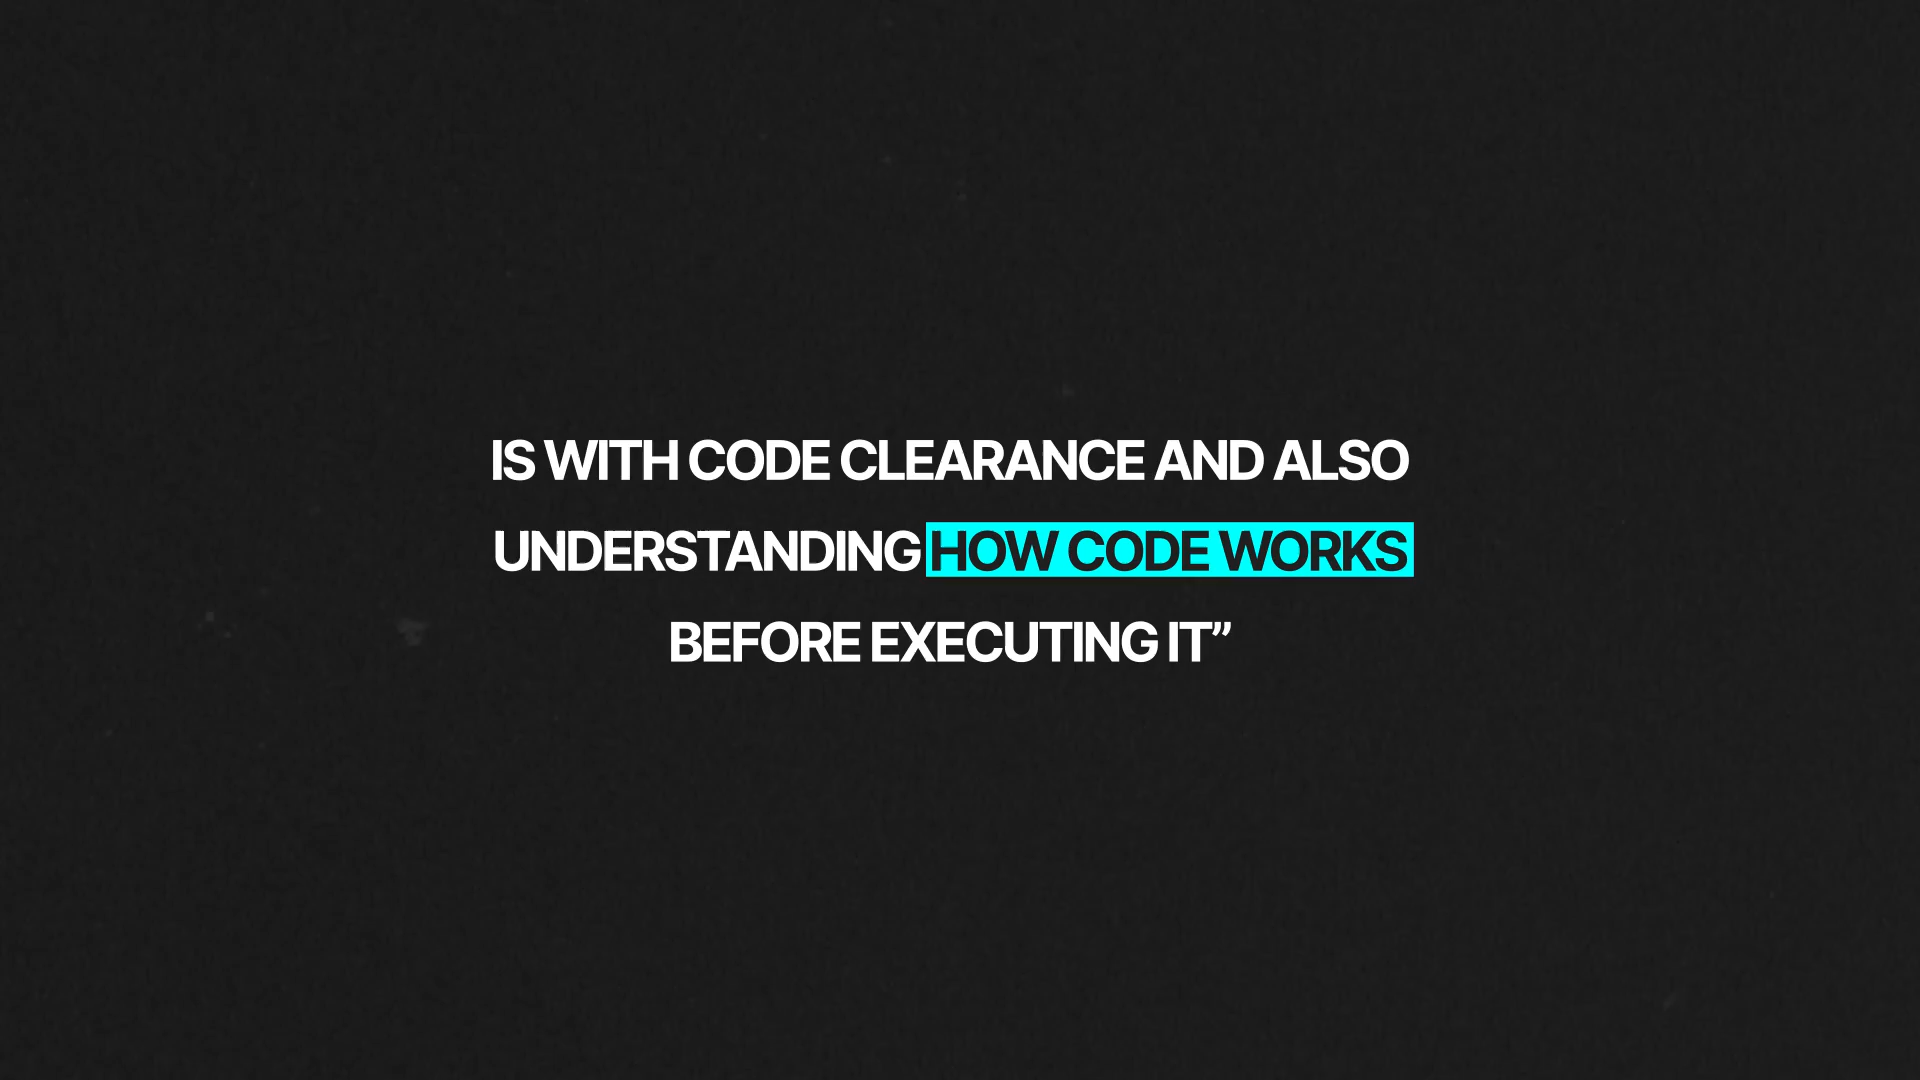 IS WITH CODE CLEARANCE AND ALSO
UNDERSTANDING HOW CODE WORKS
BEFORE EXECUTING IT”